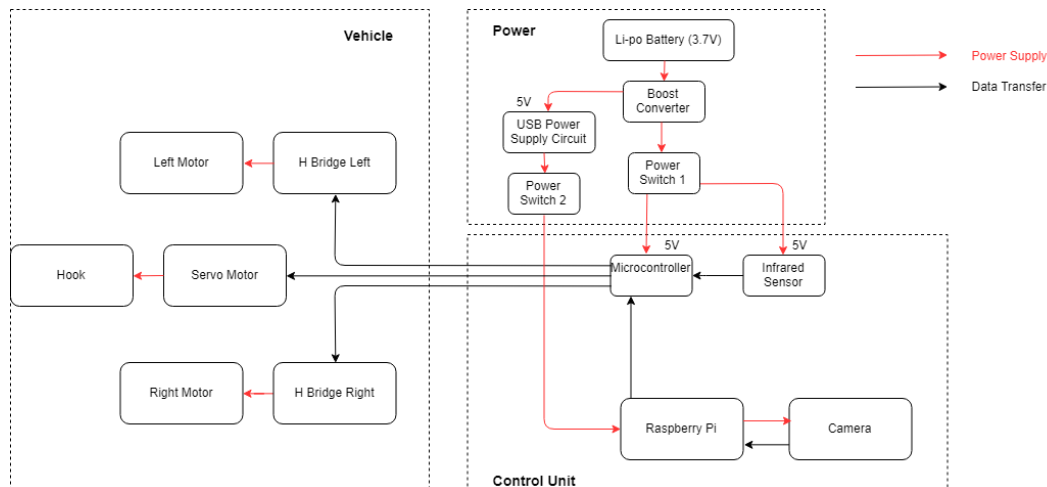 Vehicle
Power
Li-po Battery (3.7V)
Power Supply
Data Transfer
5V
Boost
Converter
USB Power
Supply Circuit
Left Motor
H Bridge Left
Power
Switch 1
Power
Switch 2
5V
5V
Hook
Servo Motor
Microcontroller
Infrared
Sensor
Right Motor
H Bridge Right
Raspberry Pi
Camera
Control Unit